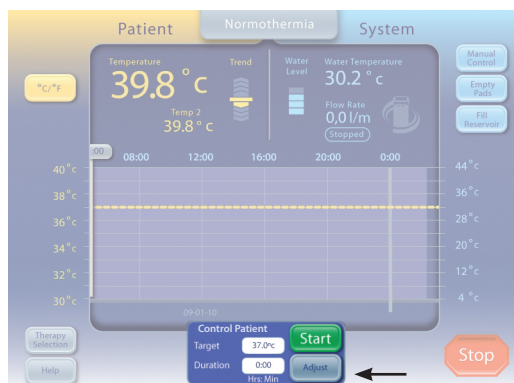 Patient
Normothermia
System
°C/°F
Temperature
39.8 °c
Trend
Temp 2
39.8 ° c
Water
Level
Water Temperature
30.2 ° c
Flow Rate
0,0 l/m
Stopped
Manual
Control
Empty
Pads
Fill
Reservoir
:00
08:00 12:00 16:00 20:00 0:00
40°c
38°c
36°c
34°c
32°c
30°c
44°c
36°c
28°c
20°c
12°c
4 °c
09-01-10
Therapy
Selection
Help
Control Patient
Target 37.0°c
Duration 0:00
Hrs: Min
Start
Adjust
Stop